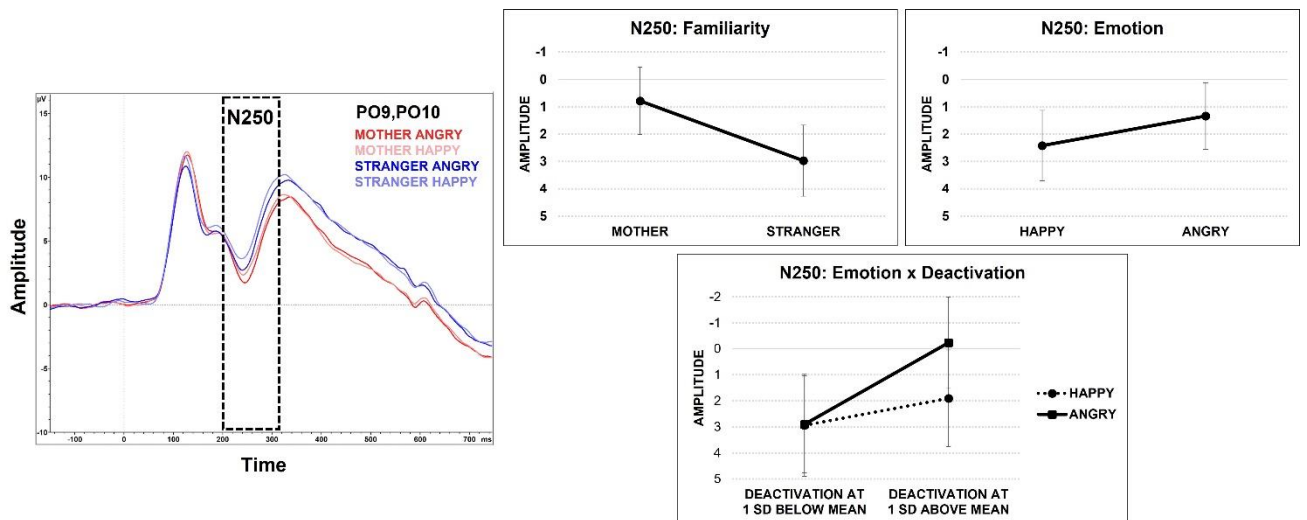 µV
15
10
5
0
-5
-10
-100
0
100
200
300
400
500
600
700
ms
Amplitude
Time
N250
PO9,PO10
MOTHER ANGRY
MOTHER HAPPY
STRANGER ANGRY
STRANGER HAPPY
N250: Familiarity
AMPLITUDE
-1
0
1
2
3
4
5
MOTHER STRANGER
N250: Emotion
AMPLITUDE
-1
0
1
2
3
4
5
HAPPY ANGRY
N250: Emotion x Deactivation
AMPLITUDE
-2
-1
0
1
2
3
4
5
DEACTIVATION AT
1 SD BELOW MEAN
DEACTIVATION AT
1 SD ABOVE MEAN
HAPPY
ANGRY